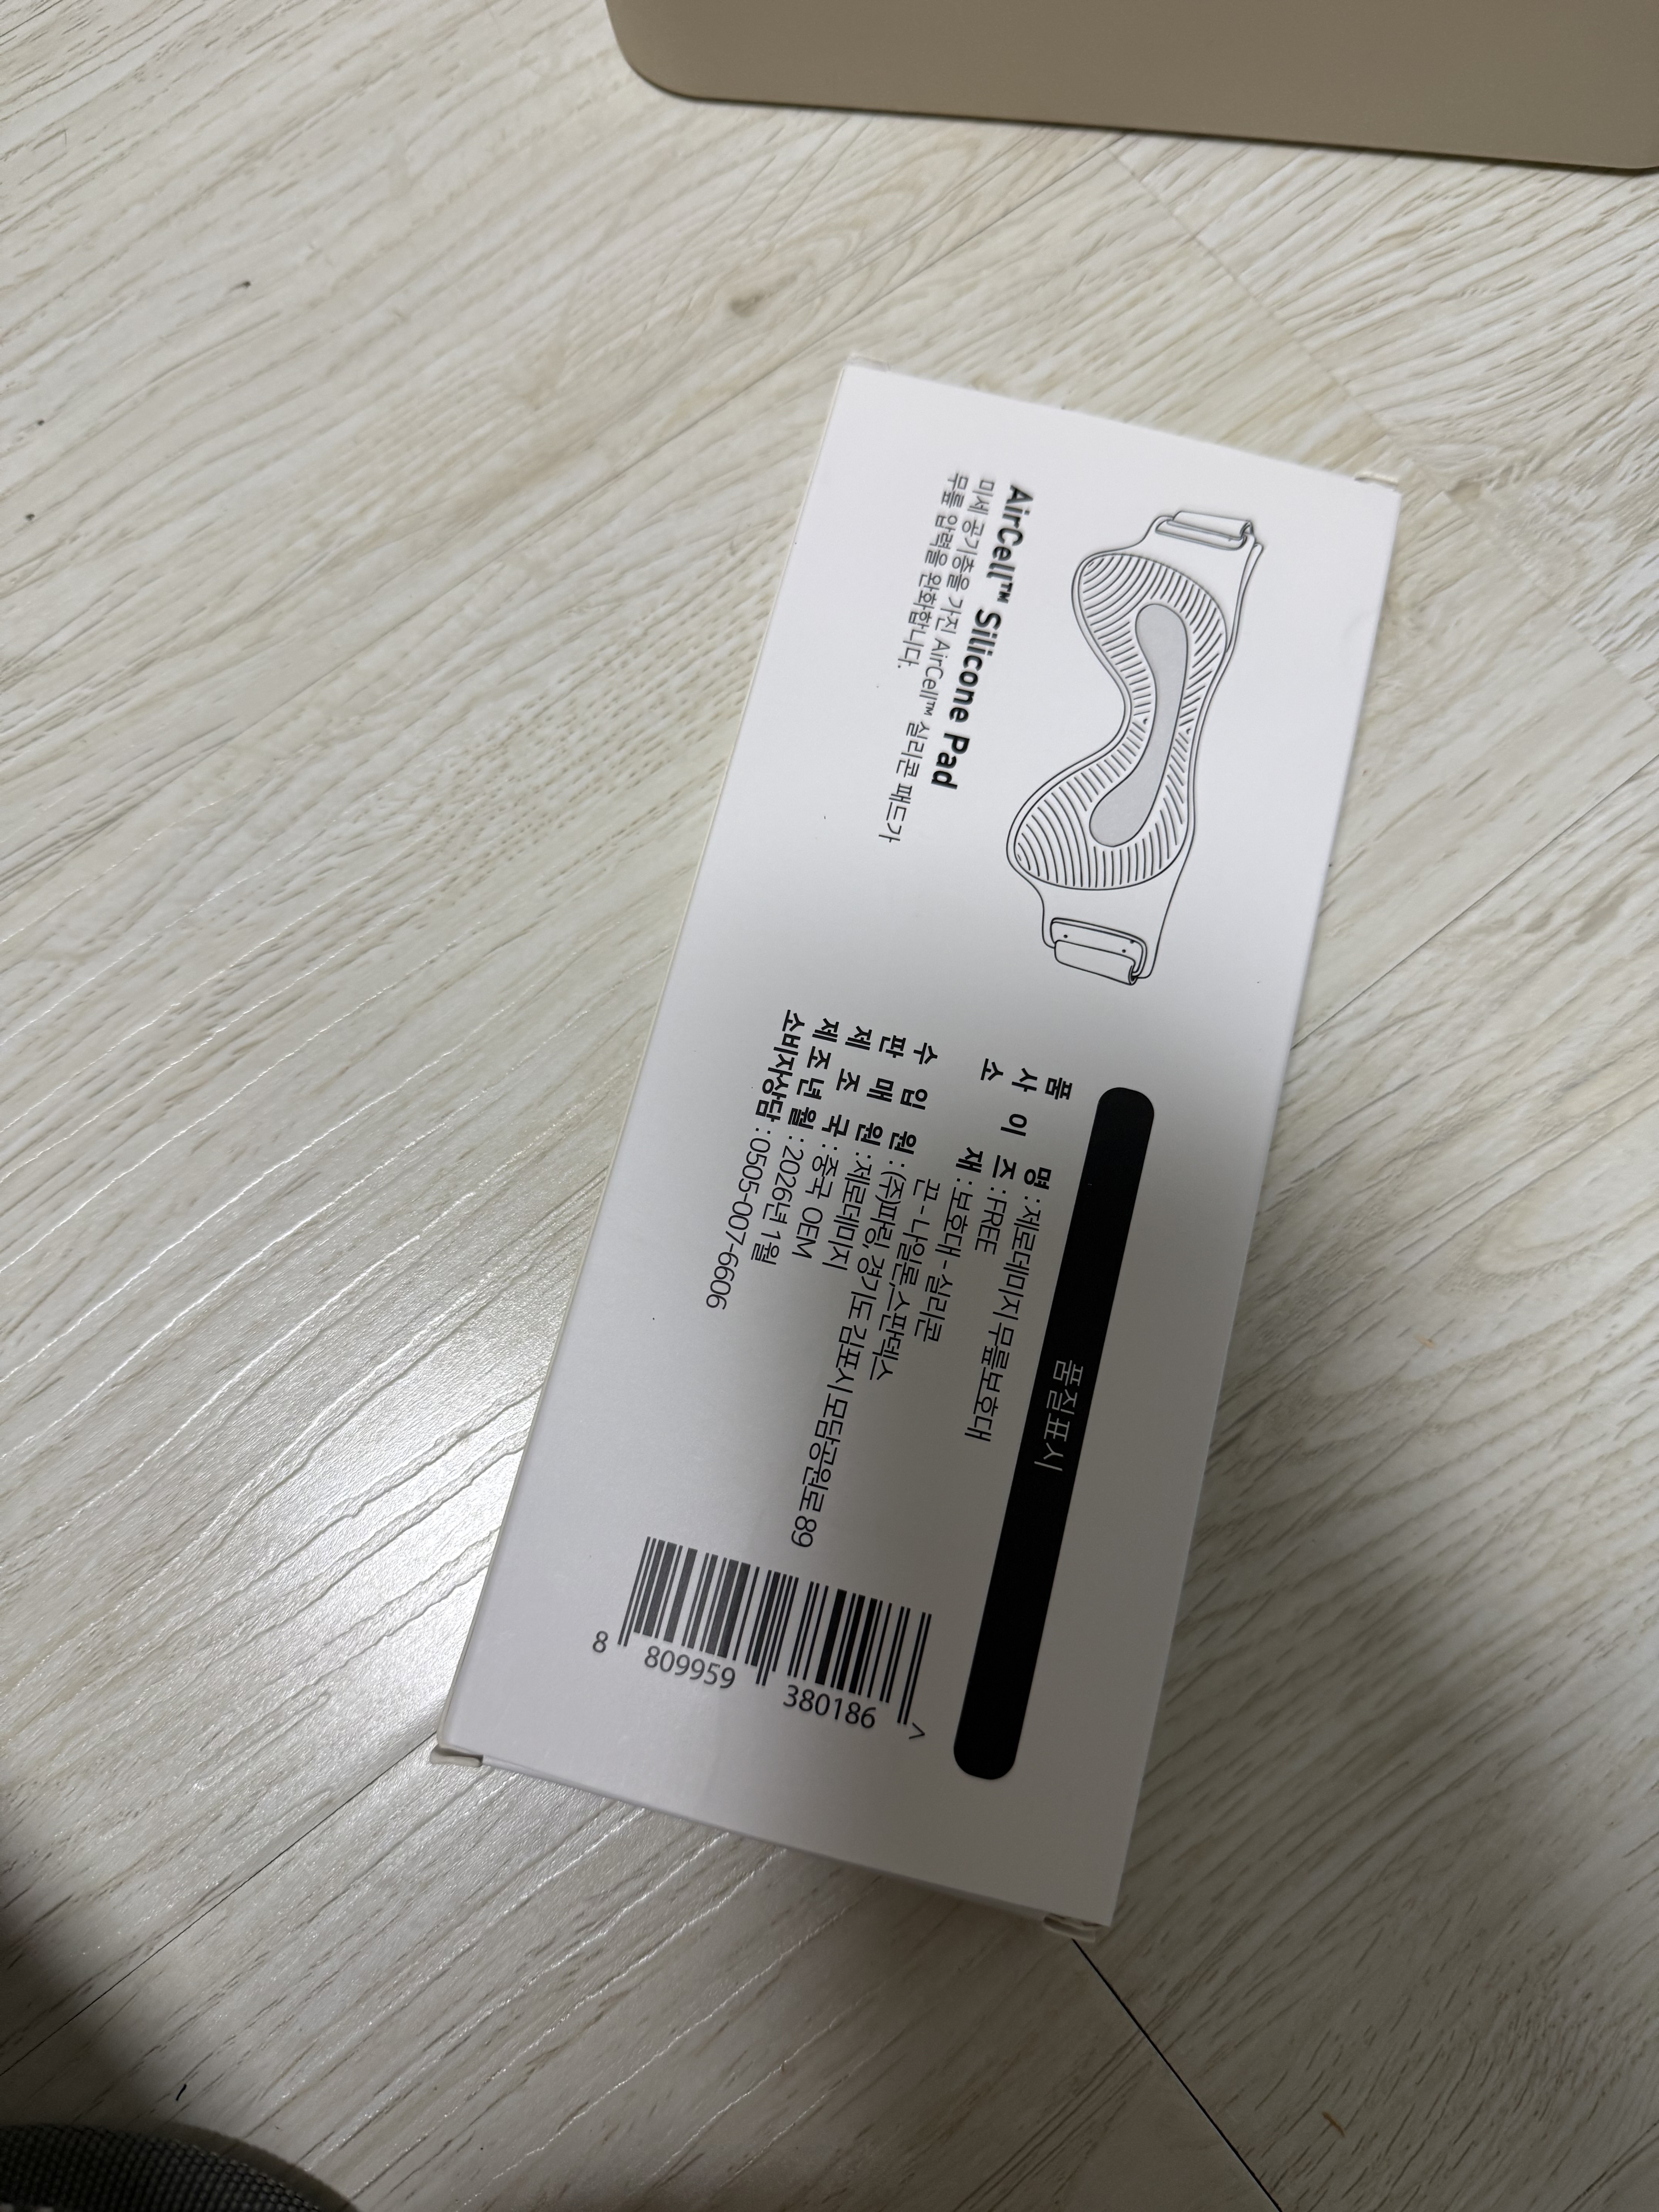 AirCell™ Silicone Pad
미세 공기층을 가진 AirCell™ 실리콘 패드가
무릎 압력을 완화합니다.
품질표시
품 명 : 제로데미지 무릎보호대
사 이 즈 : FREE
소 재 : 보호대 - 실리콘
끈 - 나일론,스판덱스
수 입 원 : (주)파링, 경기도 김포시 모담공원로 89
판 매 원 : 제로데미지
제 조 국 : 중국 OEM
제 조 년 월 : 2026년 1월
소비자상담 : 0505-007-6606
8 809959 380186 >